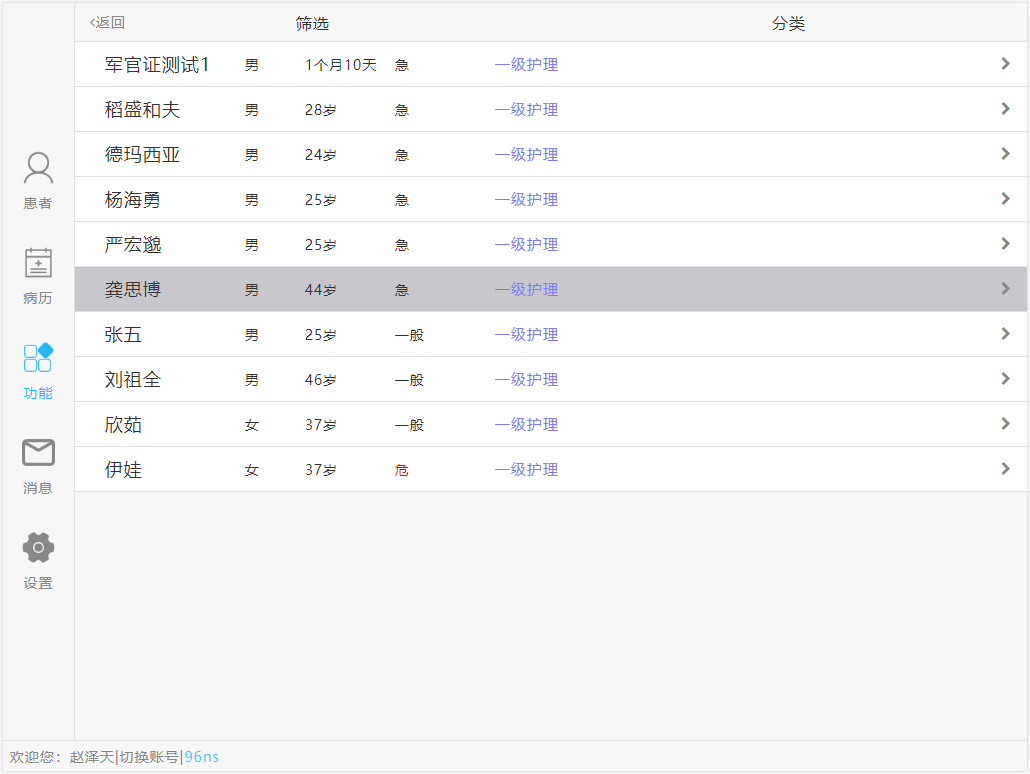 <返回 筛选 分类
军官证测试1 男 1个月10天 急 一级护理
稻盛和夫 男 28岁 急 一级护理
德玛西亚 男 24岁 急 一级护理
杨海勇 男 25岁 急 一级护理
严宏邈 男 25岁 急 一级护理
龚思博 男 44岁 急 一级护理
张五 男 25岁 一般 一级护理
刘祖全 男 46岁 一般 一级护理
欣茹 女 37岁 一般 一级护理
伊娃 女 37岁 危 一级护理
患者
病历
功能
消息
设置
欢迎您：赵泽天|切换账号|96ns